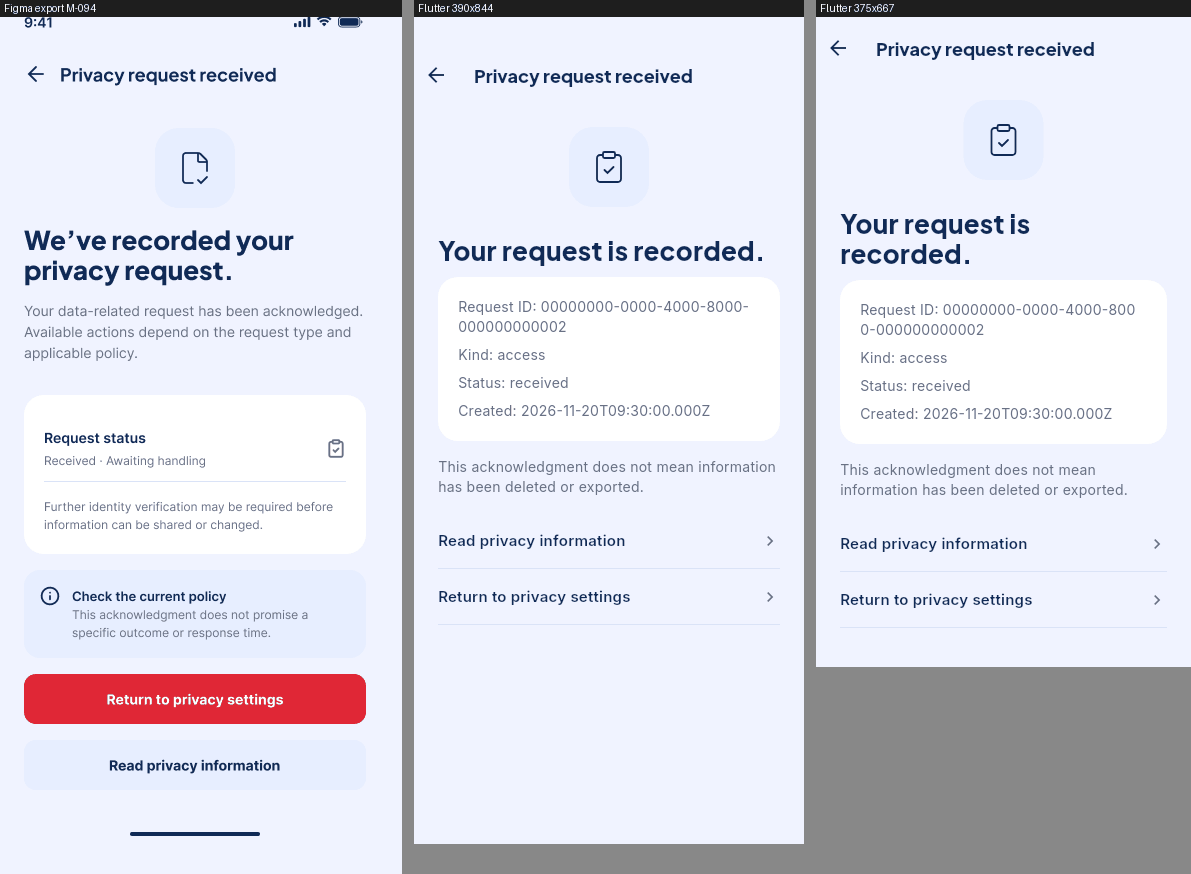 Figma export M-094
9:41
Privacy request received
We’ve recorded your
privacy request.
Your data-related request has been acknowledged.
Available actions depend on the request type and
applicable policy.
Request status
Received · Awaiting handling
Further identity verification may be required before
information can be shared or changed.
Check the current policy
This acknowledgment does not promise a
specific outcome or response time.
Return to privacy settings
Read privacy information
Flutter 390x844
Privacy request received
Your request is recorded.
Request ID: 00000000-0000-4000-8000-
000000000002
Kind: access
Status: received
Created: 2026-11-20T09:30:00.000Z
This acknowledgment does not mean information
has been deleted or exported.
Read privacy information
Return to privacy settings
Flutter 375x667
Privacy request received
Your request is
recorded.
Request ID: 00000000-0000-4000-800
0-000000000002
Kind: access
Status: received
Created: 2026-11-20T09:30:00.000Z
This acknowledgment does not mean
information has been deleted or exported.
Read privacy information
Return to privacy settings